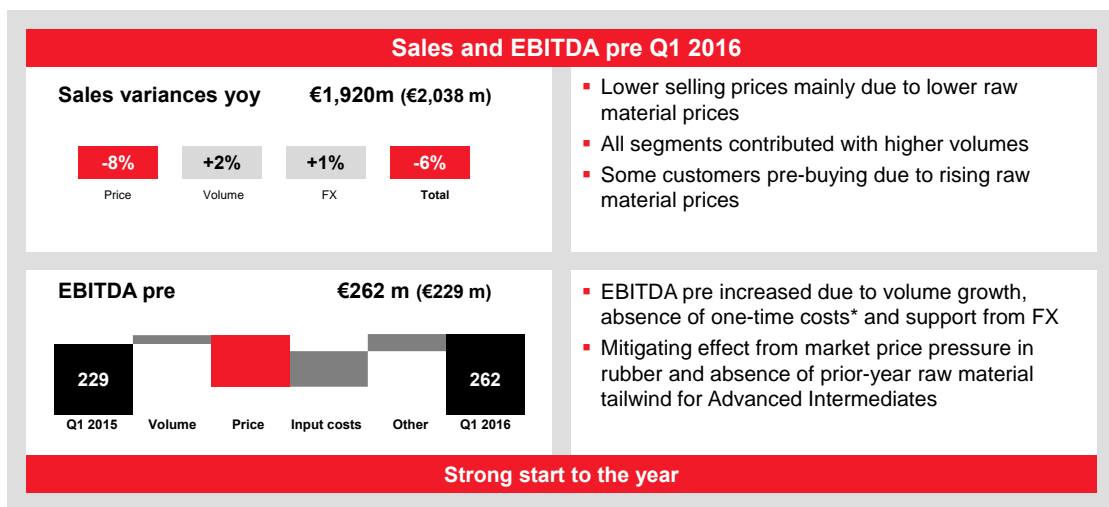 Sales and EBITDA pre Q1 2016
Sales variances yoy €1,920m (€2,038 m)
-8% +2% +1% -6%
Price Volume FX Total
▪ Lower selling prices mainly due to lower raw
material prices
▪ All segments contributed with higher volumes
▪ Some customers pre-buying due to rising raw
material prices
EBITDA pre €262 m (€229 m)
229 262
Q1 2015 Volume Price Input costs Other Q1 2016
▪ EBITDA pre increased due to volume growth,
absence of one-time costs* and support from FX
▪ Mitigating effect from market price pressure in
rubber and absence of prior-year raw material
tailwind for Advanced Intermediates
Strong start to the year